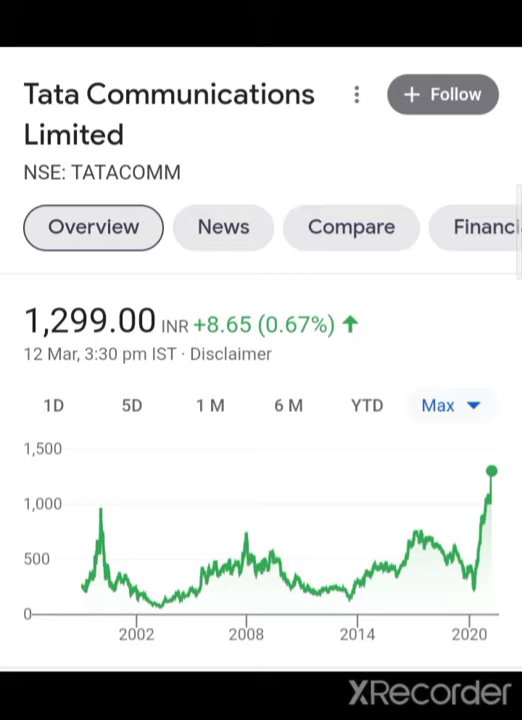 Tata Communications
Limited
+ Follow
NSE: TATACOMM
Overview
News
Compare
Financi
1,299.00 INR +8.65 (0.67%) ↑
12 Mar, 3:30 pm IST · Disclaimer
1D 5D 1 M 6 M YTD Max
1,500
1,000
500
0
2002 2008 2014 2020
XRecorder